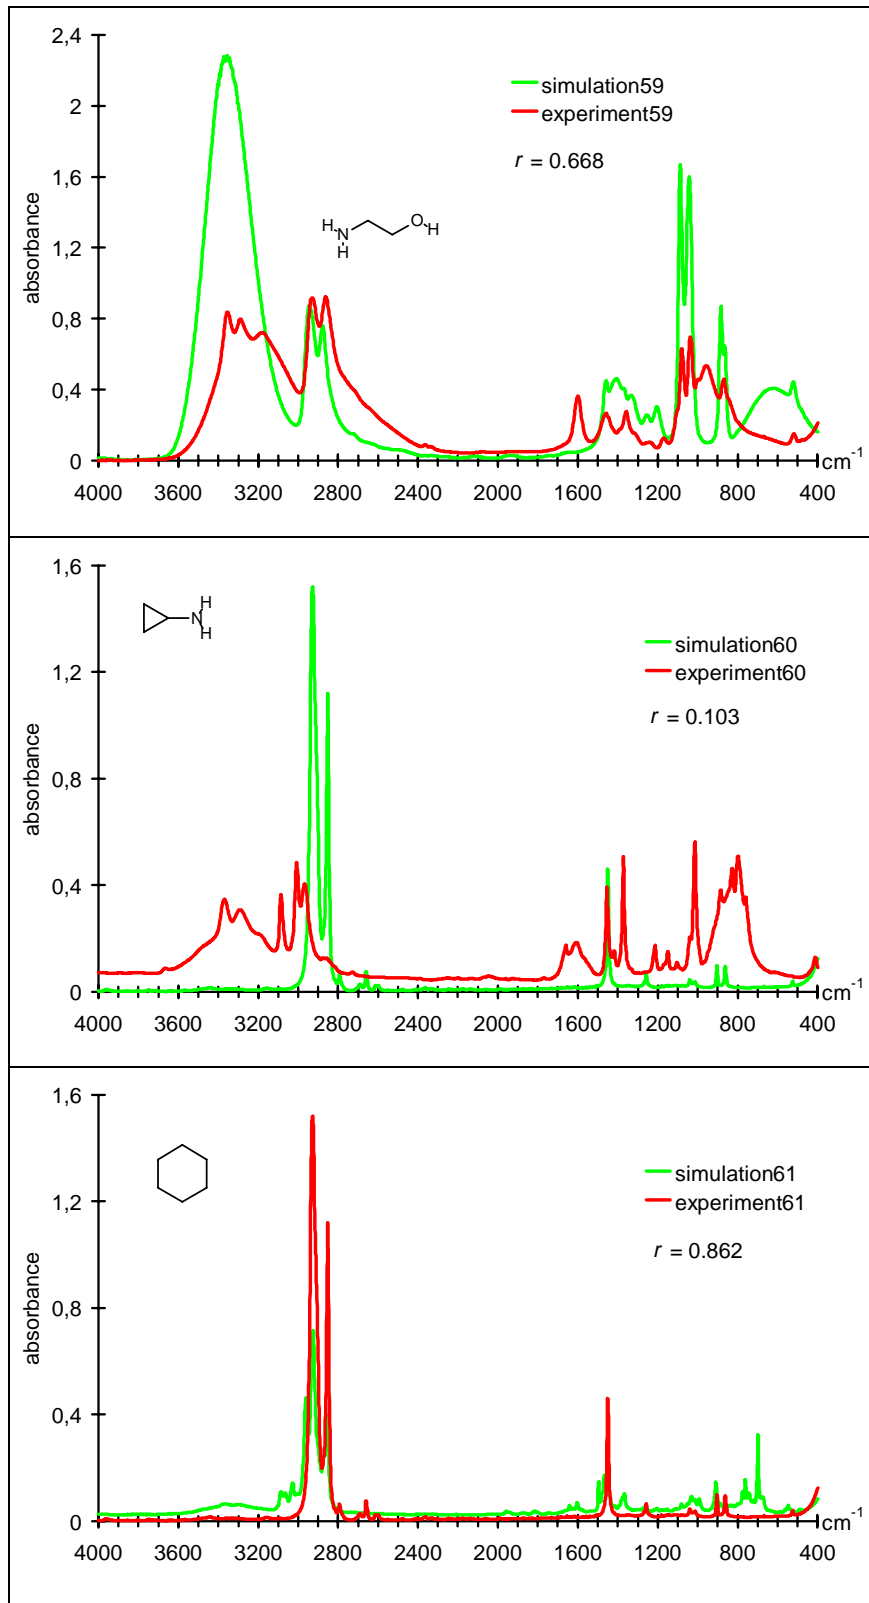 2,4
simulation59
experiment59
2
r = 0.668
1,6
absorbance
H
N
H
O
H
1,2
0,8
0,4
0
cm-1
4000 3600 3200 2800 2400 2000 1600 1200 800 400
1,6
H
N
H
simulation60
experiment60
1,2
r = 0.103
absorbance
0,8
0,4
0
cm-1
4000 3600 3200 2800 2400 2000 1600 1200 800 400
1,6
simulation61
experiment61
1,2
r = 0.862
absorbance
0,8
0,4
0
cm-1
4000 3600 3200 2800 2400 2000 1600 1200 800 400